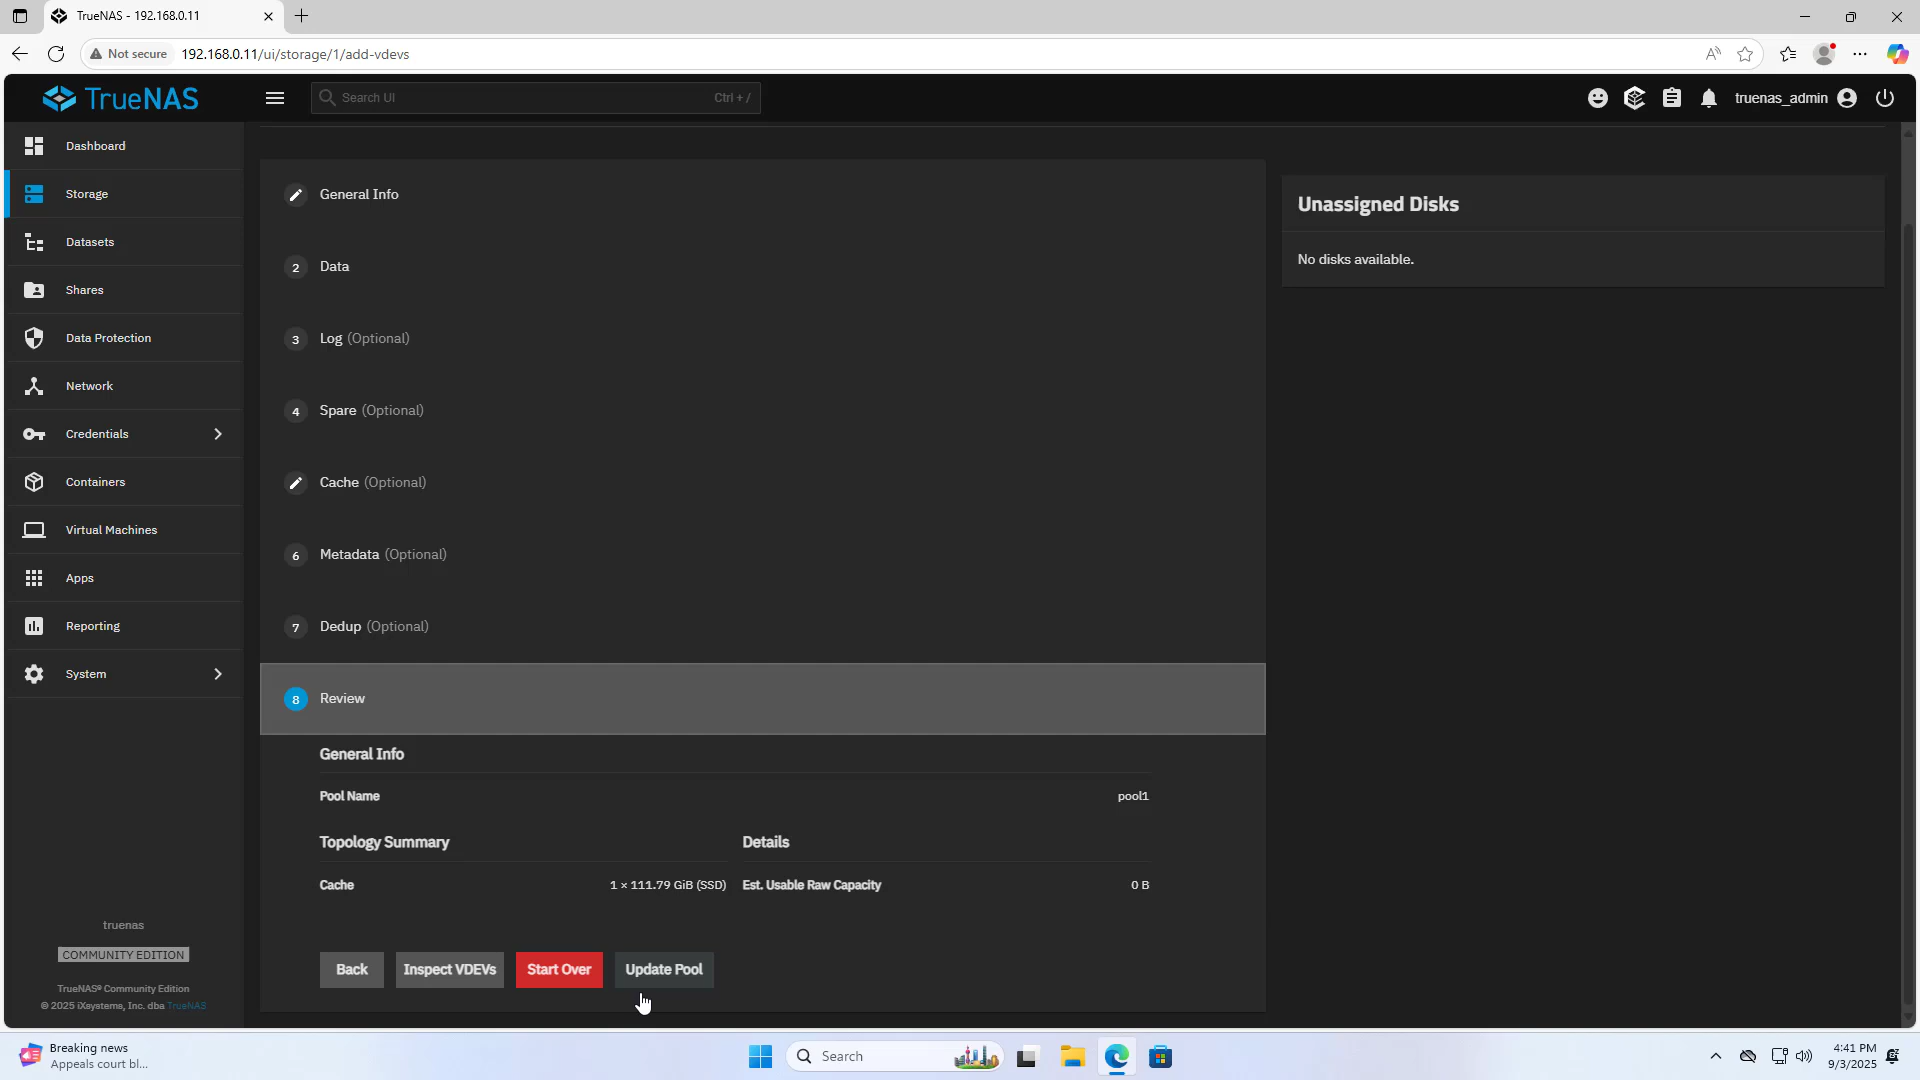 TrueNAS - 192.168.0.11
Not secure
192.168.0.11/ui/storage/1/add-vdevs
TrueNAS
Search UI
Ctrl + /
truenas_admin
Dashboard
Storage
Datasets
Shares
Data Protection
Network
Credentials
Containers
Virtual Machines
Apps
Reporting
System
truenas
COMMUNITY EDITION
TrueNAS® Community Edition
© 2025 iXsystems, Inc. dba TrueNAS
General Info
2 Data
3 Log (Optional)
4 Spare (Optional)
Cache (Optional)
6 Metadata (Optional)
7 Dedup (Optional)
8 Review
General Info
Pool Name pool1
Topology Summary Details
Cache 1 × 111.79 GiB (SSD) Est. Usable Raw Capacity 0 B
Back Inspect VDEVs Start Over Update Pool
Unassigned Disks
No disks available.
Breaking news
Appeals court bl...
Search
4:41 PM
9/3/2025